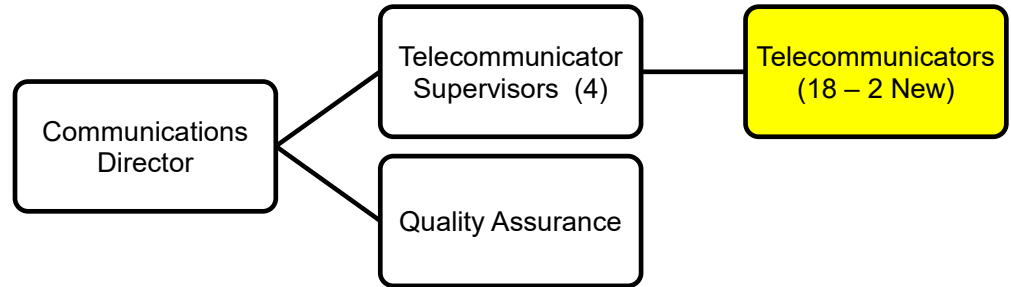 Communications
Director
Telecommunicator
Supervisors (4)
Quality Assurance
Telecommunicators
(18 – 2 New)